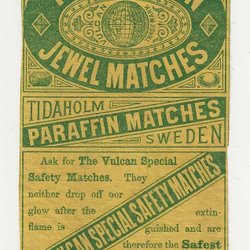 JEWEL MATCHES
TIDAHOLM
PARAFFIN MATCHES
SWEDEN
Ask for The Vulcan Special
Safety Matches. They
neither drop off nor
glow after the
flame is
VULCAN SPECIAL SAFETY MATCHES
extin-
guished and are
therefore the Safest